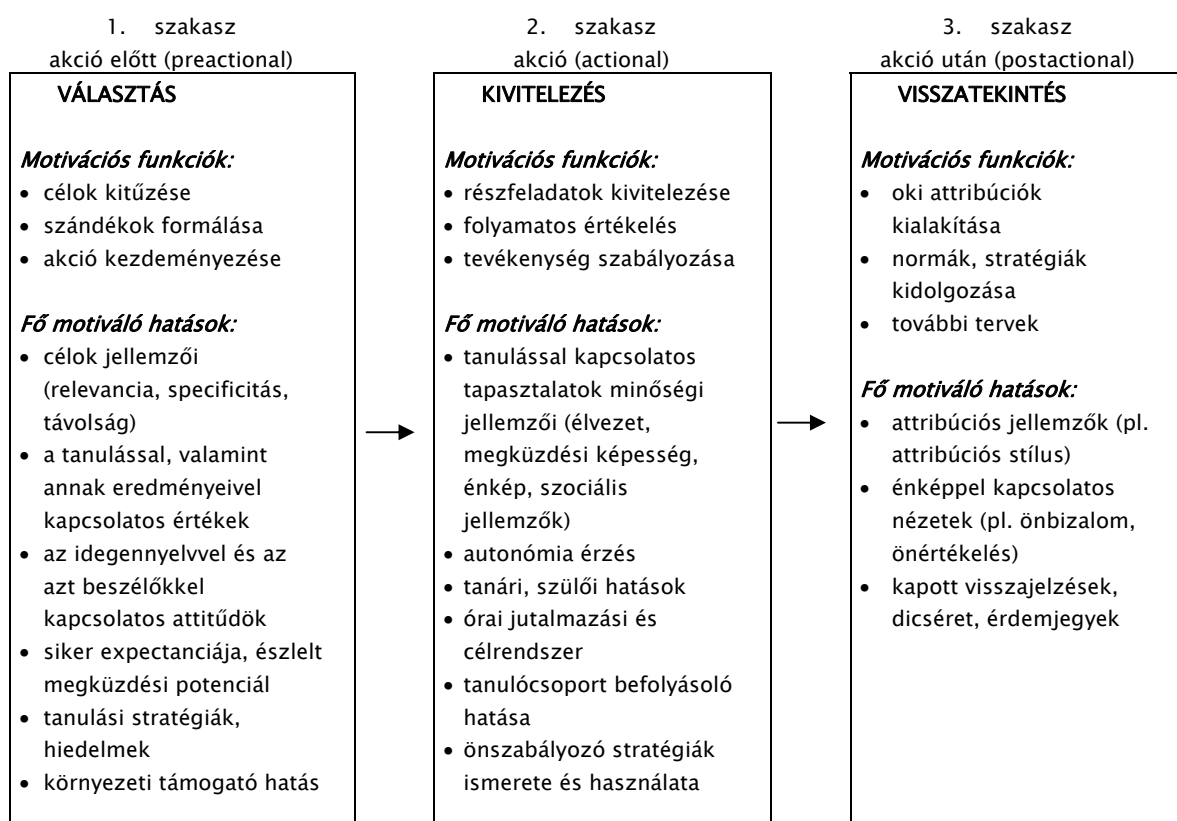 1. szakasz
akció előtt (preactional)
VÁLASZTÁS
Motivációs funkciók:
• célok kitűzése
• szándékok formálása
• akció kezdeményezése
Fő motiváló hatások:
• célok jellemzői
(relevancia, specificitás,
távolság)
• a tanulással, valamint
annak eredményeivel
kapcsolatos értékek
• az idegennyelvvel és az
azt beszélőkkel
kapcsolatos attitűdök
• siker expectanciája, észlelt
megküzdési potenciál
• tanulási stratégiák,
hiedelmek
• környezeti támogató hatás
2. szakasz
akció (actional)
KIVITELEZÉS
Motivációs funkciók:
• részfeladatok kivitelezése
• folyamatos értékelés
• tevékenység szabályozása
Fő motiváló hatások:
• tanulással kapcsolatos
tapasztalatok minőségi
jellemzői (élvezet,
megküzdési képesség,
énkép, szociális
jellemzők)
• autonómia érzés
• tanári, szülői hatások
• órai jutalmazási és
célrendszer
• tanulócsoport befolyásoló
hatása
• önszabályozó stratégiák
ismerete és használata
3. szakasz
akció után (postactional)
VISSZATEKINTÉS
Motivációs funkciók:
• oki attribúciók
kialakítása
• normák, stratégiák
kidolgozása
• további tervek
Fő motiváló hatások:
• attribúciós jellemzők (pl.
attribúciós stílus)
• énképpel kapcsolatos
nézetek (pl. önbizalom,
önértékelés)
• kapott visszajelzések,
dicséret, érdemjegyek